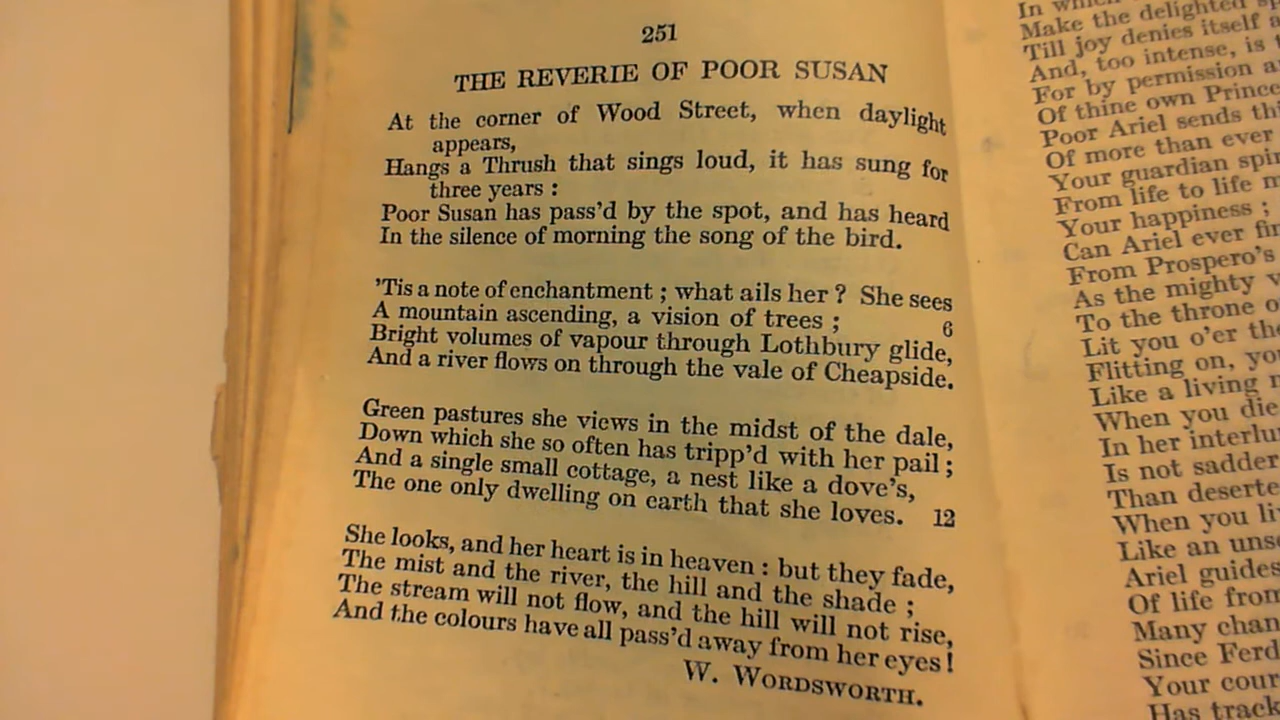 251
THE REVERIE OF POOR SUSAN
At the corner of Wood Street, when daylight
appears,
Hangs a Thrush that sings loud, it has sung for
three years :
Poor Susan has pass'd by the spot, and has heard
In the silence of morning the song of the bird.
'Tis a note of enchantment ; what ails her ? She sees
A mountain ascending, a vision of trees ; 6
Bright volumes of vapour through Lothbury glide,
And a river flows on through the vale of Cheapside.
Green pastures she views in the midst of the dale,
Down which she so often has tripp'd with her pail ;
And a single small cottage, a nest like a dove's,
The one only dwelling on earth that she loves. 12
She looks, and her heart is in heaven : but they fade,
The mist and the river, the hill and the shade ;
The stream will not flow, and the hill will not rise,
And the colours have all pass'd away from her eyes !
W. WORDSWORTH.
In which
Make the delighted
Till joy denies itself
And, too intense, is
For by permission
Of thine own Prince
Poor Ariel sends
Of more than ever
Your guardian
From life to life
Your happiness ;
Can Ariel ever
From Prospero's
As the mighty
To the throne
Lit you o'er
Flitting on,
Like a living
When you die
In her
Is not sadder
Than
When you
Like an
Ariel guides
Of life from
Many
Since
Your
Has